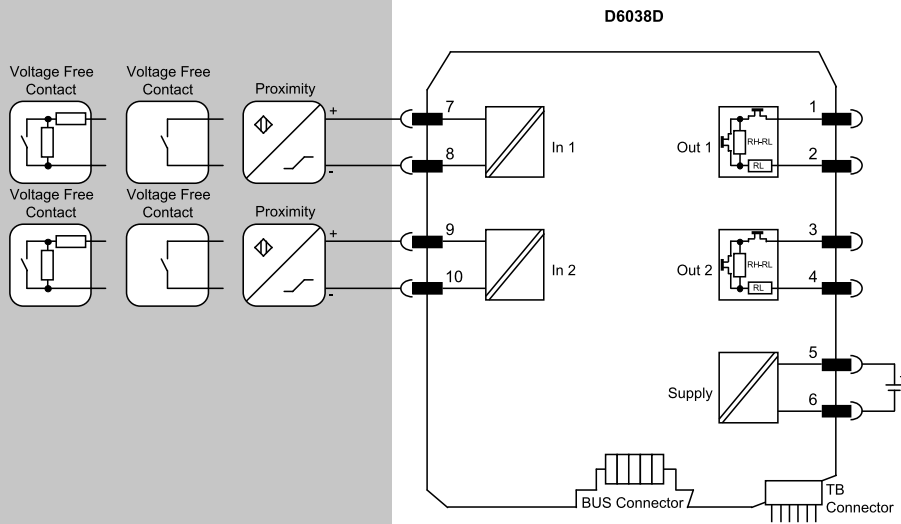 D6038D
Voltage Free
Contact
Voltage Free
Contact
Proximity
+
-
7
8
In 1
Out 1
RH-RL
RL
1
2
Voltage Free
Contact
Voltage Free
Contact
Proximity
+
-
9
10
In 2
Out 2
RH-RL
RL
3
4
Supply
5
6
BUS Connector
TB
Connector